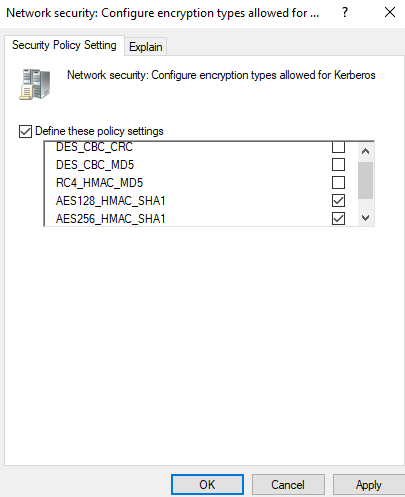 Network security: Configure encryption types allowed for ...
?
Security Policy Setting
Explain
Network security: Configure encryption types allowed for Kerberos
Define these policy settings
DES_CBC_CRC
DES_CBC_MD5
RC4_HMAC_MD5
AES128_HMAC_SHA1
AES256_HMAC_SHA1
OK
Cancel
Apply